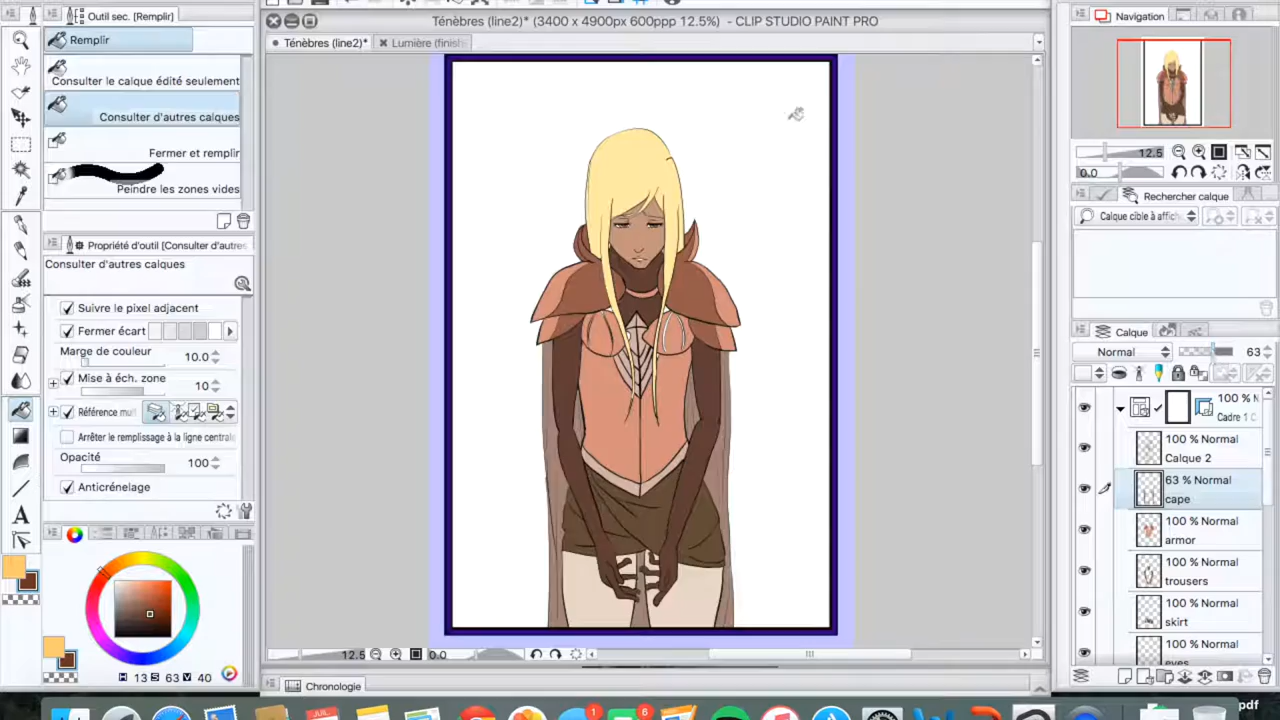 Outil sec. [Remplir]
Ténèbres (line2)* (3400 x 4900px 600ppp 12.5%) - CLIP STUDIO PAINT PRO
Navigation
Remplir
Ténèbres (line2)*
Lumière (finis
Consulter le calque édité seulement
Consulter d'autres calques
Fermer et remplir
Peindre les zones vides
12.5
0.0
Rechercher calque
Calque cible à affich
Propriété d'outil [Consulter d'autres
Consulter d'autres calques
Suivre le pixel adjacent
Fermer écart
Marge de couleur
10.0
Mise à éch. zone
10
Référence mul
Arrêter le remplissage à la ligne centrale
Opacité
100
Anticrénelage
Calque
Normal
63
100 % N
Cadre 1 C
100 % Normal
Calque 2
63 % Normal
cape
100 % Normal
armor
100 % Normal
trousers
100 % Normal
skirt
100 % Normal
eyes
12.5
0.0
H 13 S 63 V 40
Chronologie
A
1
6
pdf